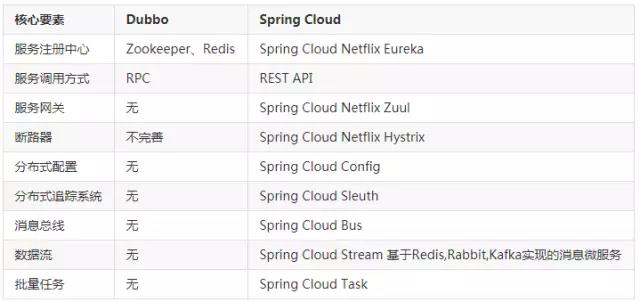 核心要素 Dubbo Spring Cloud
服务注册中心 Zookeeper、Redis Spring Cloud Netflix Eureka
服务调用方式 RPC REST API
服务网关 无 Spring Cloud Netflix Zuul
断路器 不完善 Spring Cloud Netflix Hystrix
分布式配置 无 Spring Cloud Config
分布式追踪系统 无 Spring Cloud Sleuth
消息总线 无 Spring Cloud Bus
数据流 无 Spring Cloud Stream 基于Redis,Rabbit,Kafka实现的消息微服务
批量任务 无 Spring Cloud Task